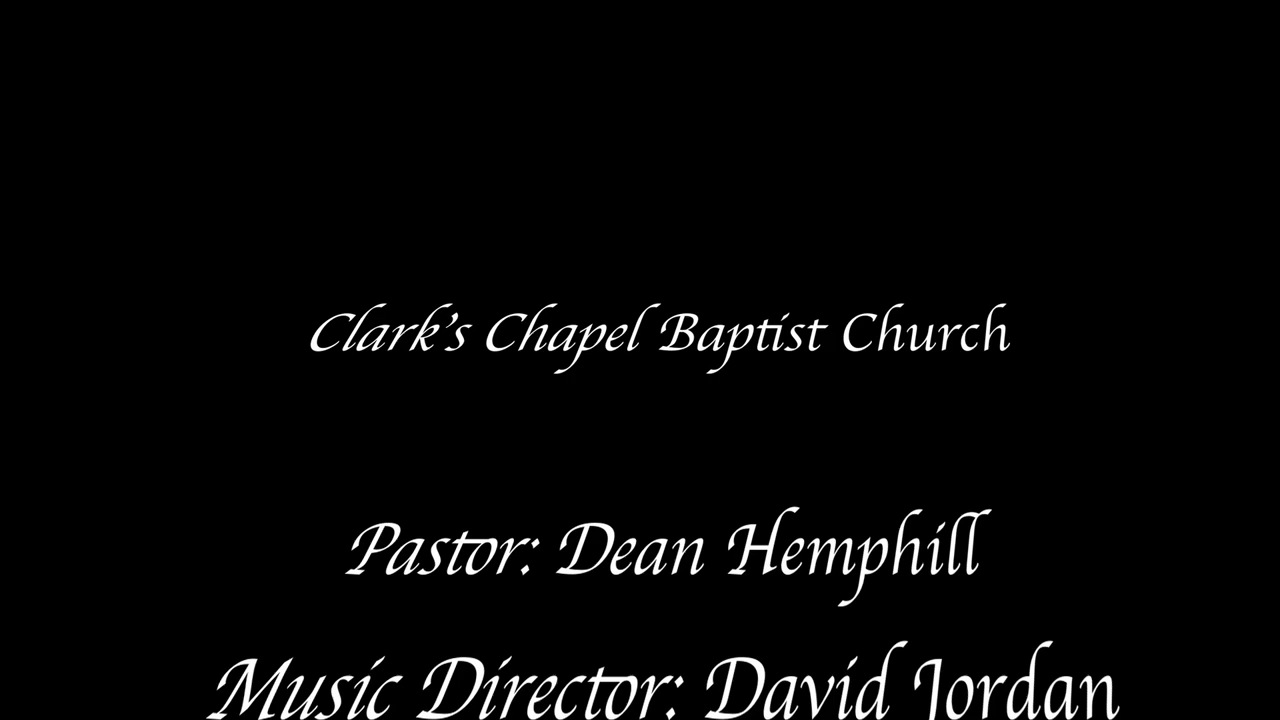 Clark’s Chapel Baptist Church
Pastor: Dean Hemphill
Music Director: David Jordan